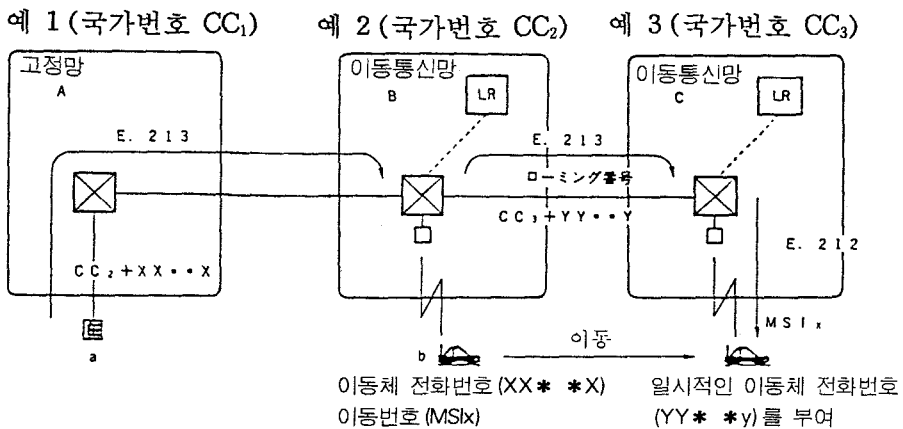 예 1(국가번호 CC₁)
예 2(국가번호 CC₂)
예 3(국가번호 CC₃)
고정망
A
이동통신망
B
LR
이동통신망
C
LR
E. 213
E. 213
ローミング番号
CC₃+YY··Y
E. 212
CC₂+XX··X
MSIx
a
b
이동
이동체 전화번호(XX＊ ＊X)
이동번호(MSIx)
일시적인 이동체 전화번호
(YY＊ ＊y)를 부여